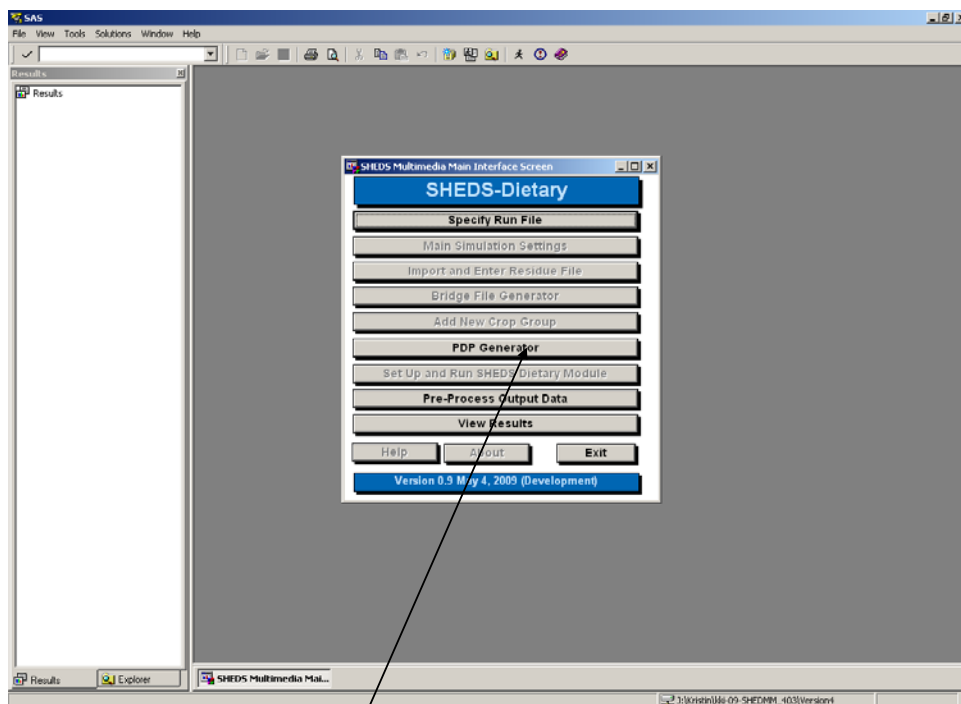 SAS
File View Tools Solutions Window Help
Results
Results
SHEDS Multimedia Main Interface Screen
SHEDS-Dietary
Specify Run File
Main Simulation Settings
Import and Enter Residue File
Bridge File Generator
Add New Crop Group
PDP Generator
Set Up and Run SHEDS Dietary Module
Pre-Process Output Data
View Results
Help About Exit
Version 0.9 May 4, 2009 (Development)
Results Explorer SHEDS Multimedia Mai...